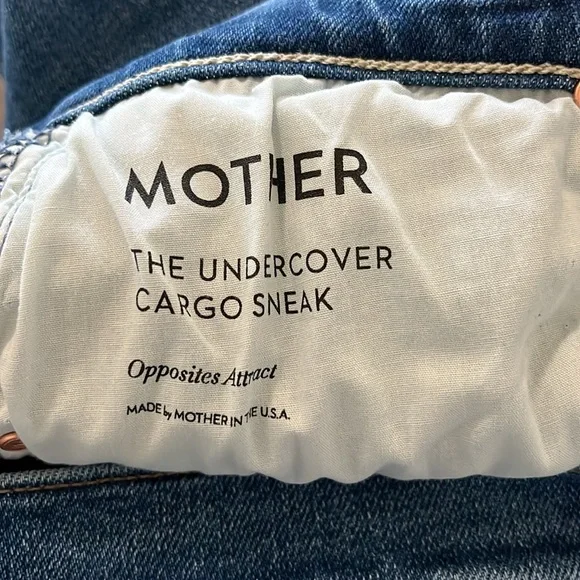 MOTHER
THE UNDERCOVER
CARGO SNEAK
Opposites Attract
MADE by MOTHER IN THE U.S.A.